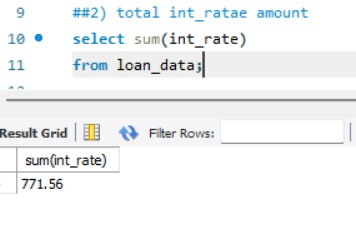 9 ##2) total int_ratae amount
10 select sum(int_rate)
11 from loan_data;
Result Grid Filter Rows:
sum(int_rate)
771.56